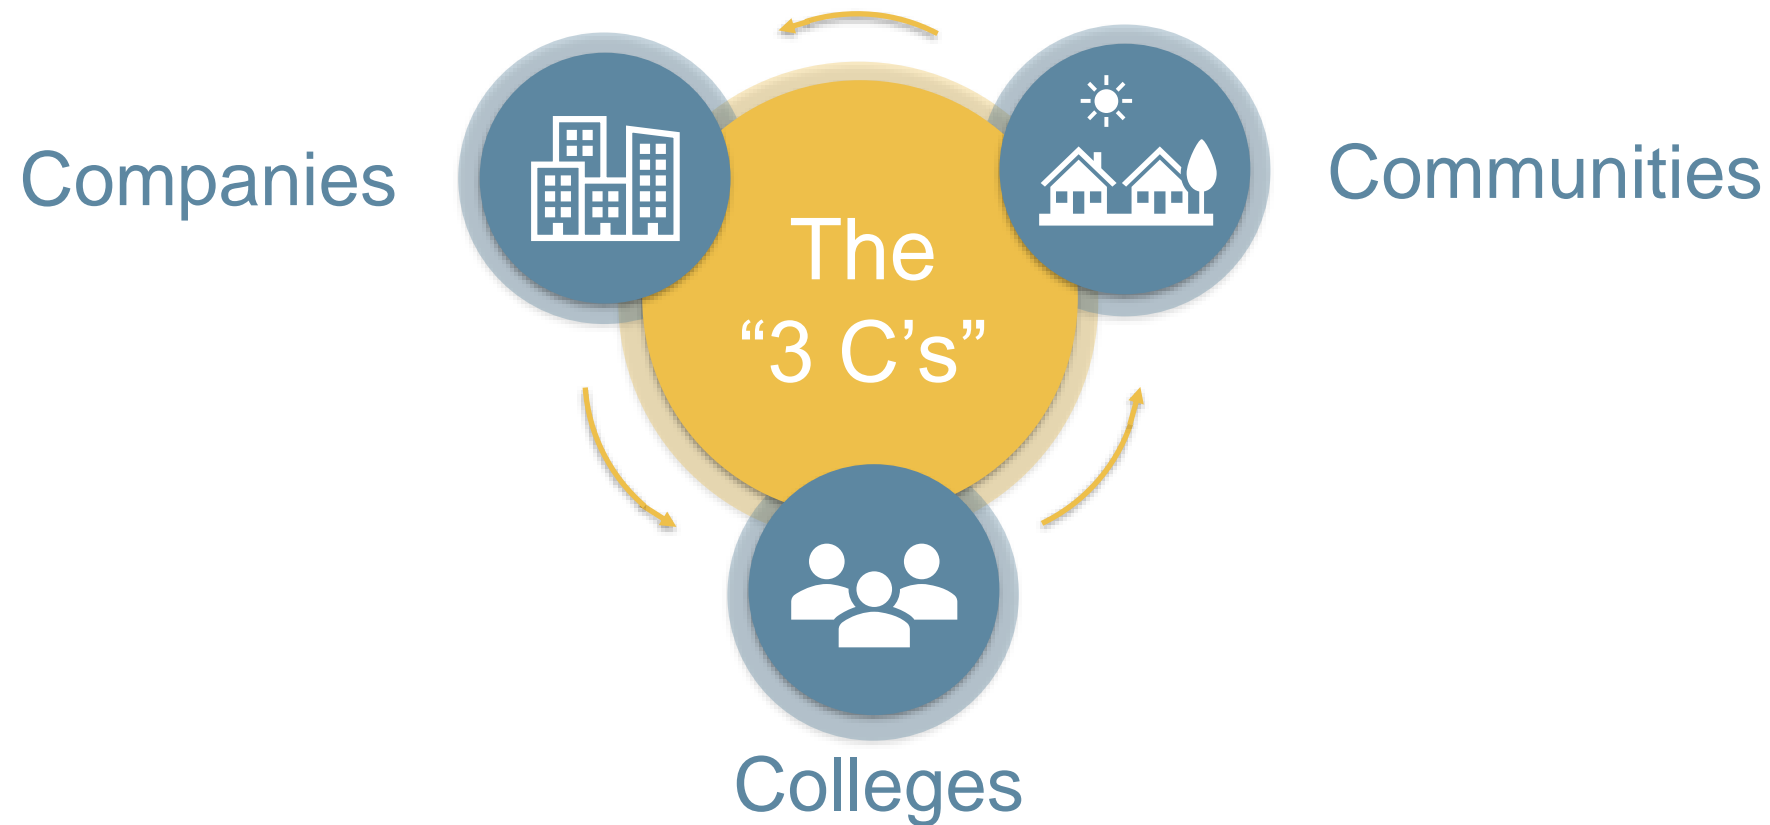 Companies
The
“3 C’s”
Communities
Colleges